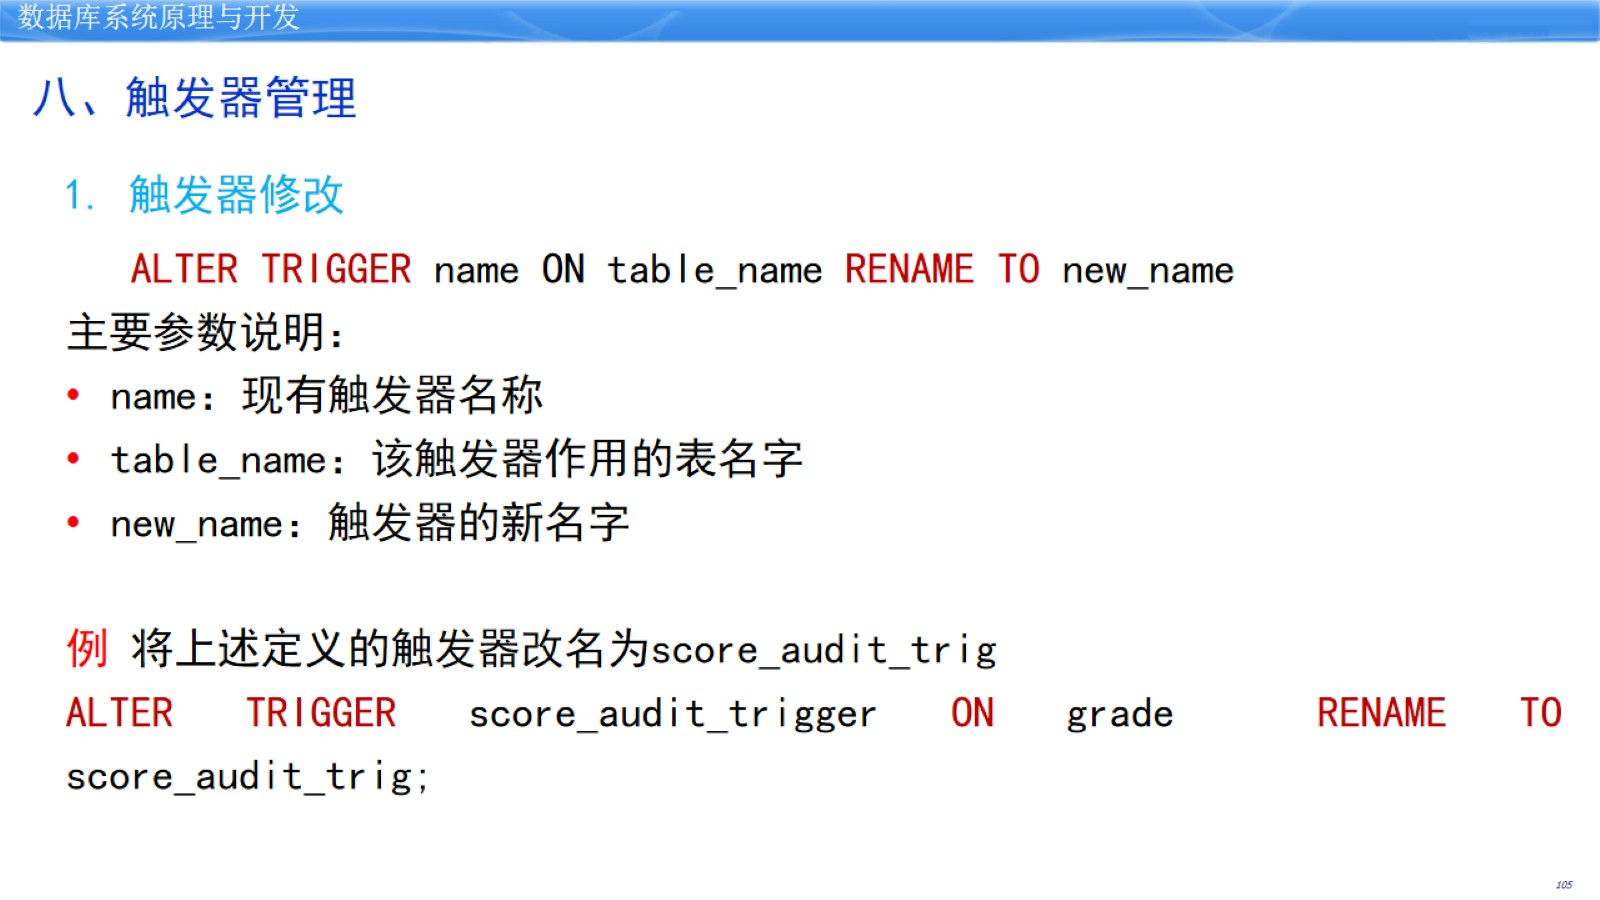 数据库系统原理与开发
八、触发器管理
1. 触发器修改
ALTER TRIGGER name ON table_name RENAME TO new_name
主要参数说明：
• name：现有触发器名称
• table_name：该触发器作用的表名字
• new_name：触发器的新名字
例 将上述定义的触发器改名为score_audit_trig
ALTER TRIGGER score_audit_trigger ON grade RENAME TO
score_audit_trig;
105